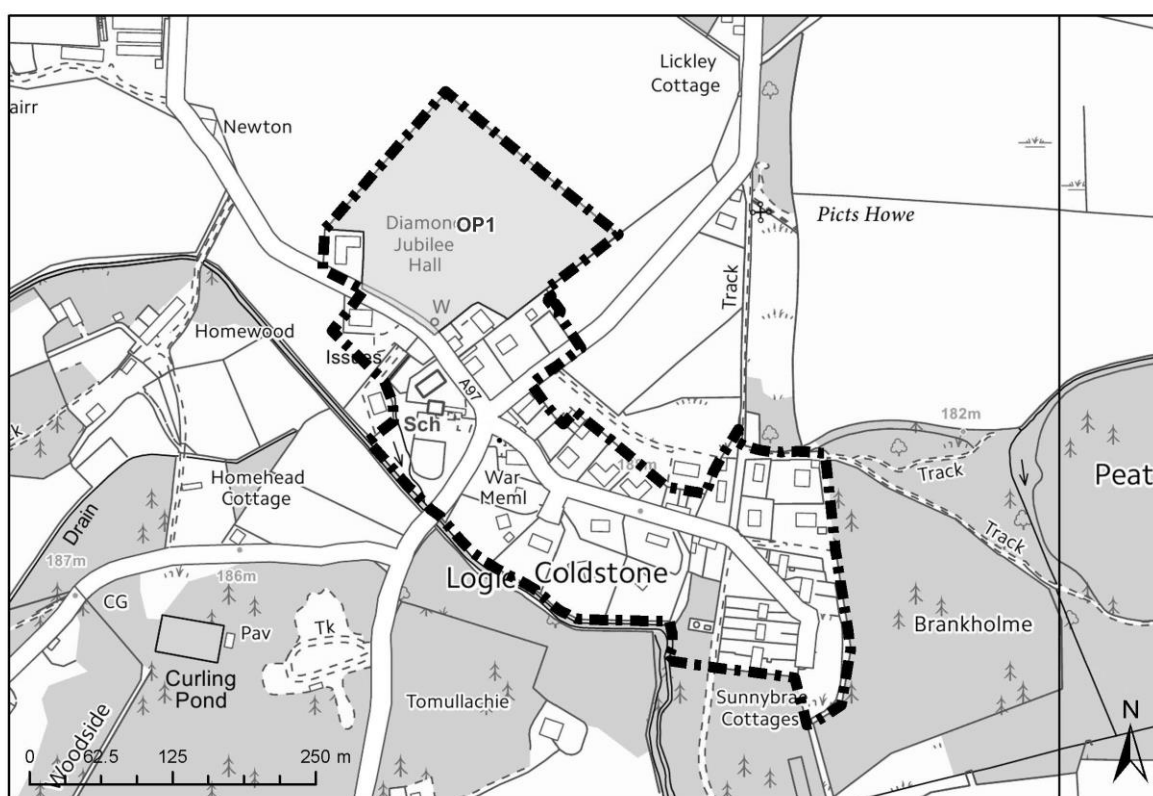 Lickley
Cottage
airr
Newton
Picts Howe
Diamon
OP1
Jubilee
Hall
Track
W
Homewood
Issues
A97
Sch
182m
Track
Peat
Homehead
Cottage
War
Meml
Drain
Track
187m
186m
Logie Coldstone
CG
Pav
Tk
Brankholme
Curling
Pond
Tomullachie
Sunnybrae
Cottages
Woodside
N
0 62.5 125 250 m